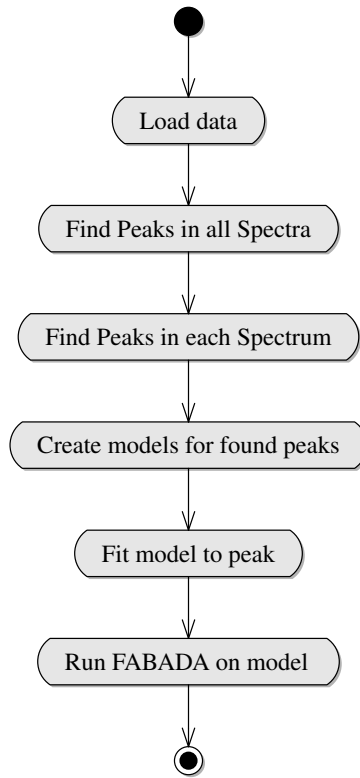 Load data
Find Peaks in all Spectra
Find Peaks in each Spectrum
Create models for found peaks
Fit model to peak
Run FABADA on model